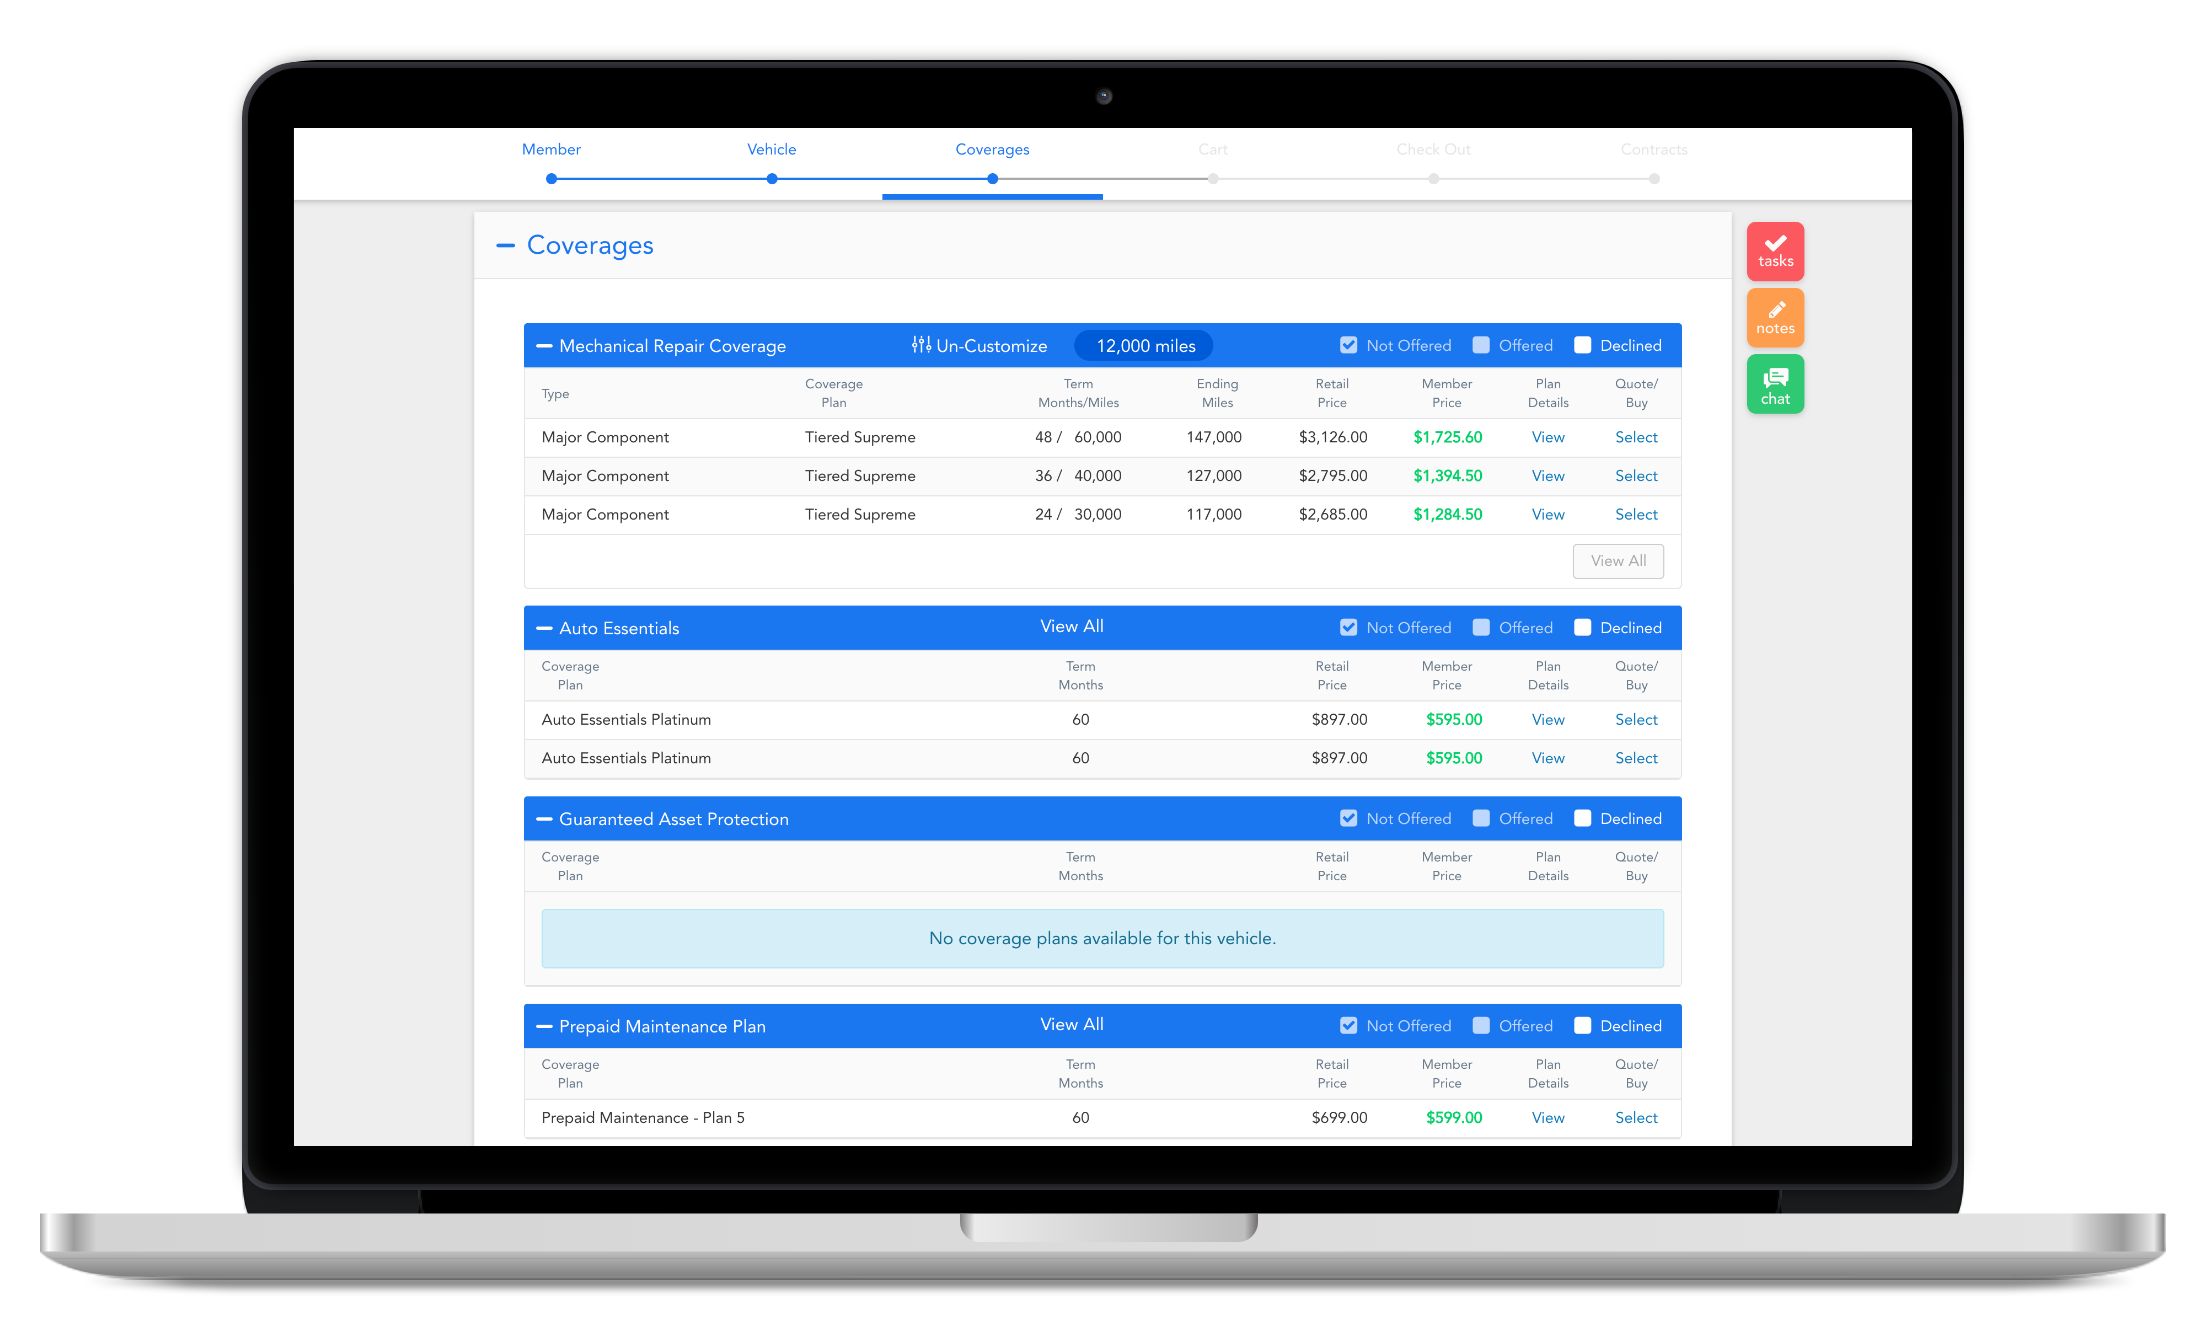 Member Vehicle Coverages Cart Check Out Contracts
Coverages
tasks
notes
chat
Mechanical Repair Coverage Un-Customize 12,000 miles Not Offered Offered Declined
Type Coverage Plan Term Months/Miles Ending Miles Retail Price Member Price Plan Details Quote/ Buy
Major Component Tiered Supreme 48 / 60,000 147,000 $3,126.00 $1,725.60 View Select
Major Component Tiered Supreme 36 / 40,000 127,000 $2,795.00 $1,394.50 View Select
Major Component Tiered Supreme 24 / 30,000 117,000 $2,685.00 $1,284.50 View Select
View All
Auto Essentials View All Not Offered Offered Declined
Coverage Plan Term Months Retail Price Member Price Plan Details Quote/ Buy
Auto Essentials Platinum 60 $897.00 $595.00 View Select
Auto Essentials Platinum 60 $897.00 $595.00 View Select
Guaranteed Asset Protection Not Offered Offered Declined
Coverage Plan Term Months Retail Price Member Price Plan Details Quote/ Buy
No coverage plans available for this vehicle.
Prepaid Maintenance Plan View All Not Offered Offered Declined
Coverage Plan Term Months Retail Price Member Price Plan Details Quote/ Buy
Prepaid Maintenance - Plan 5 60 $699.00 $599.00 View Select